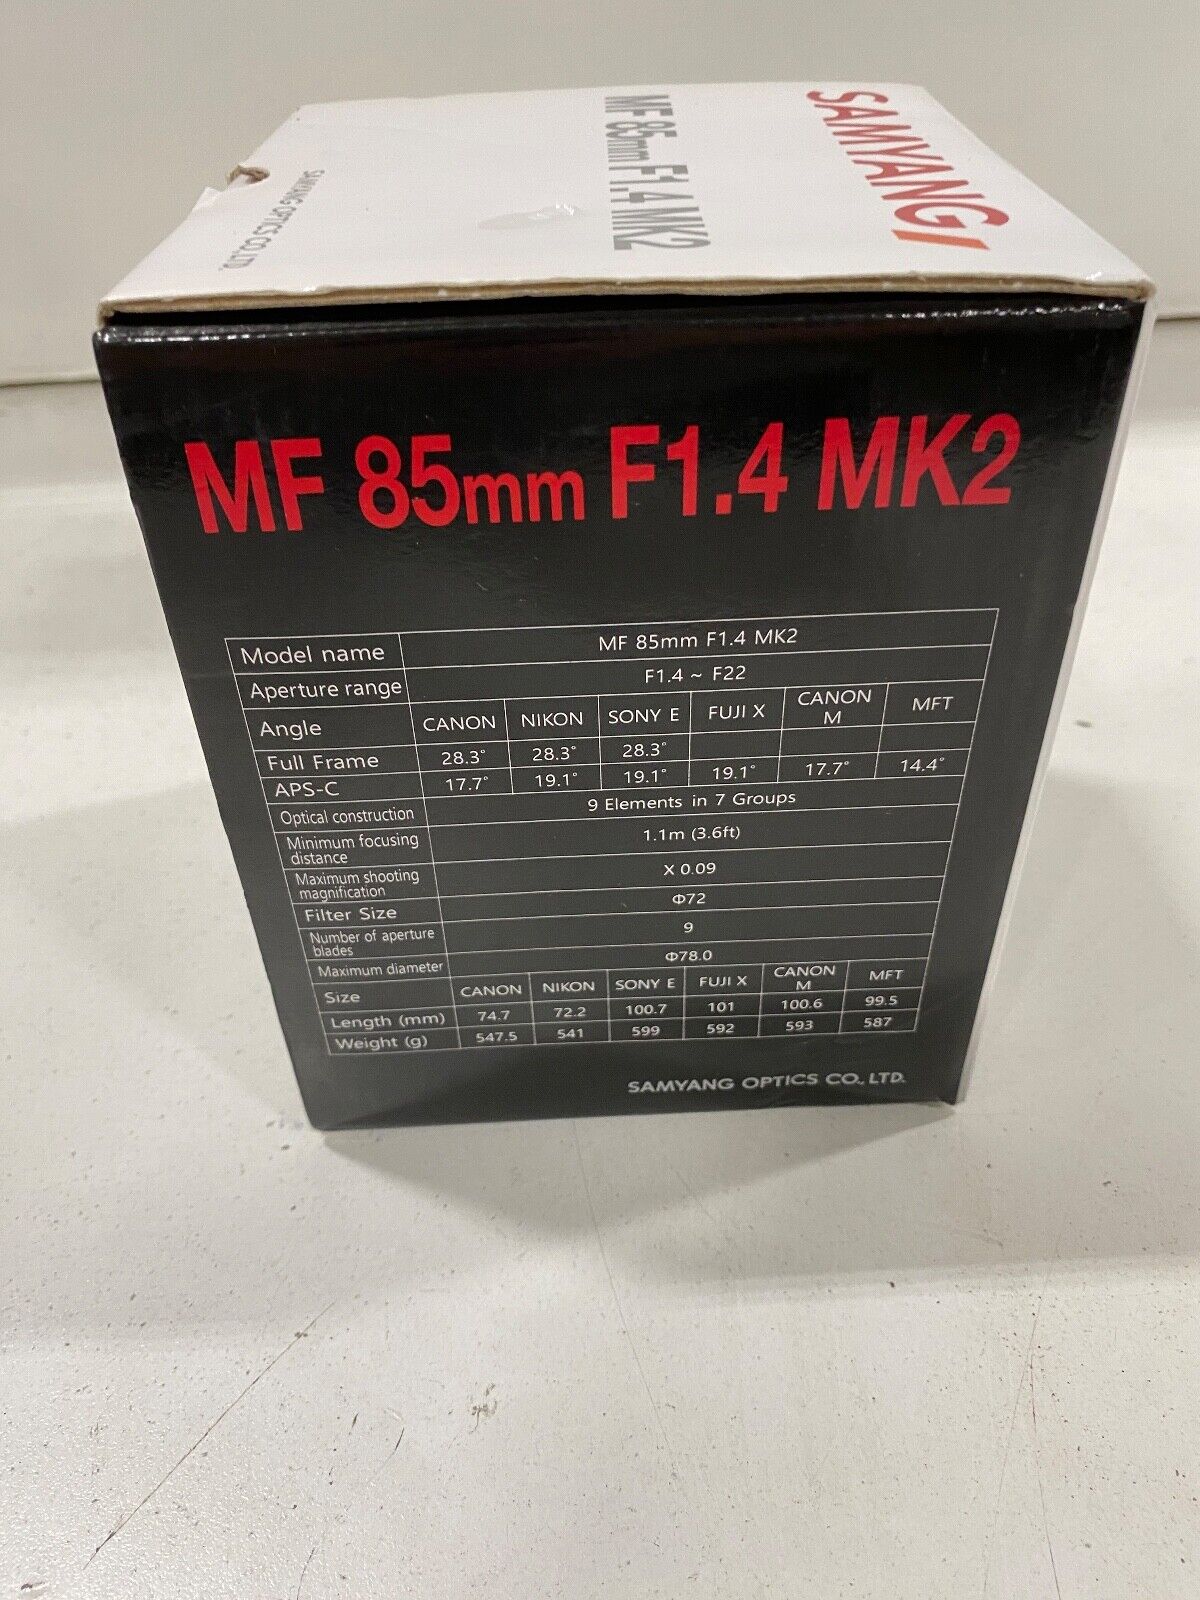 SAMYANG
MF 85mm F1.4 MK2
SAMYANG OPTICS CO., LTD.
MF 85mm F1.4 MK2
Model name MF 85mm F1.4 MK2
Aperture range F1.4 ~ F22
Angle CANON NIKON SONY E FUJI X CANON M MFT
Full Frame 28.3° 28.3° 28.3°
APS-C 17.7° 19.1° 19.1° 19.1° 17.7° 14.4°
Optical construction 9 Elements in 7 Groups
Minimum focusing distance 1.1m (3.6ft)
Maximum shooting magnification X 0.09
Filter Size Φ72
Number of aperture blades 9
Maximum diameter Φ78.0
Size CANON NIKON SONY E FUJI X CANON M MFT
Length (mm) 74.7 72.2 100.7 101 100.6 99.5
Weight (g) 547.5 541 599 592 593 587
SAMYANG OPTICS CO., LTD.